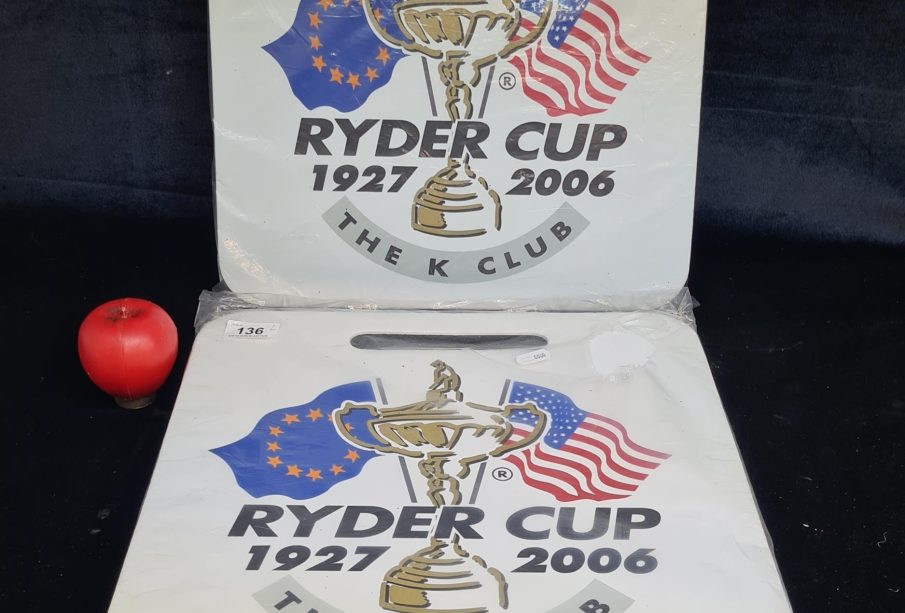 ®
RYDER CUP
1927 2006
THE K CLUB
136
®
RYDER CUP
1927 2006